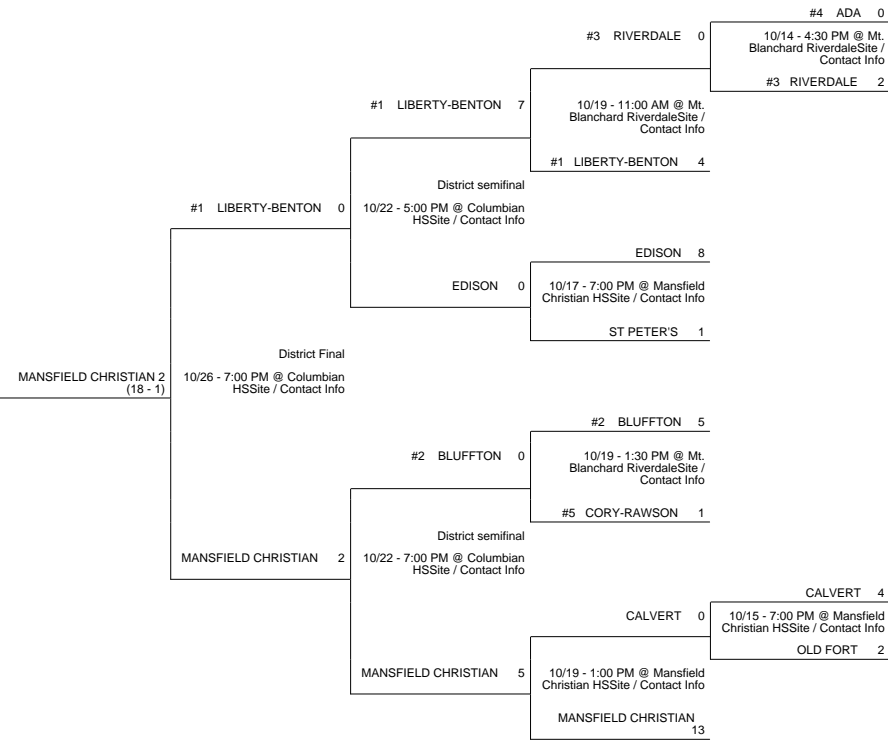 #4 ADA 0
#3 RIVERDALE 0
10/14 - 4:30 PM @ Mt.
Blanchard RiverdaleSite /
Contact Info
#3 RIVERDALE 2
#1 LIBERTY-BENTON 7
10/19 - 11:00 AM @ Mt.
Blanchard RiverdaleSite /
Contact Info
#1 LIBERTY-BENTON 4
District semifinal
#1 LIBERTY-BENTON 0
10/22 - 5:00 PM @ Columbian
HSSite / Contact Info
EDISON 8
EDISON 0
10/17 - 7:00 PM @ Mansfield
Christian HSSite / Contact Info
ST PETER'S 1
District Final
MANSFIELD CHRISTIAN 2
(18 - 1)
10/26 - 7:00 PM @ Columbian
HSSite / Contact Info
#2 BLUFFTON 5
#2 BLUFFTON 0
10/19 - 1:30 PM @ Mt.
Blanchard RiverdaleSite /
Contact Info
#5 CORY-RAWSON 1
District semifinal
MANSFIELD CHRISTIAN 2
10/22 - 7:00 PM @ Columbian
HSSite / Contact Info
CALVERT 4
CALVERT 0
10/15 - 7:00 PM @ Mansfield
Christian HSSite / Contact Info
OLD FORT 2
MANSFIELD CHRISTIAN 5
10/19 - 1:00 PM @ Mansfield
Christian HSSite / Contact Info
MANSFIELD CHRISTIAN
13